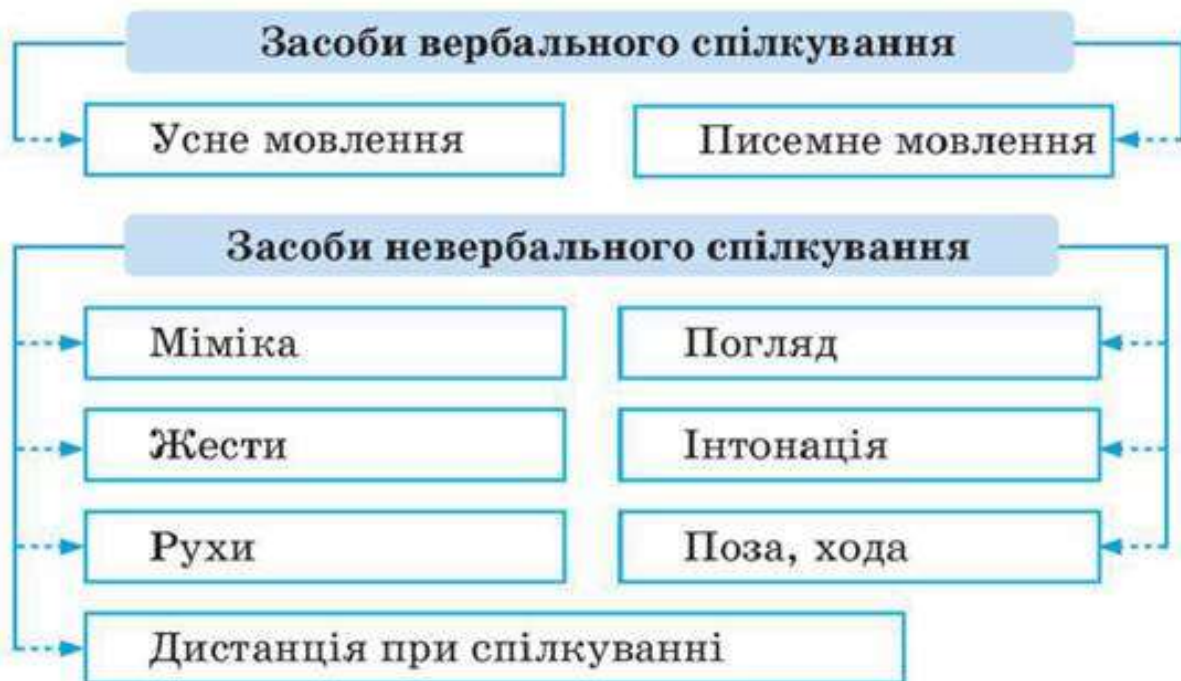 Засоби вербального спілкування
Усне мовлення
Писемне мовлення
Засоби невербального спілкування
Міміка
Погляд
Жести
Інтонація
Рухи
Поза, хода
Дистанція при спілкуванні